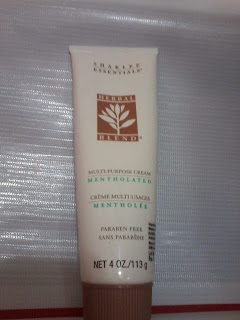 SHAKLEE
ESSENTIALS
HERBAL
BLEND
MULTI-PURPOSE CREAM
MENTHOLATED
CRÈME MULTI-USAGES
MENTHOLÉE
PARABEN FREE
SANS PARABÈNE
NET 4 OZ./113 g